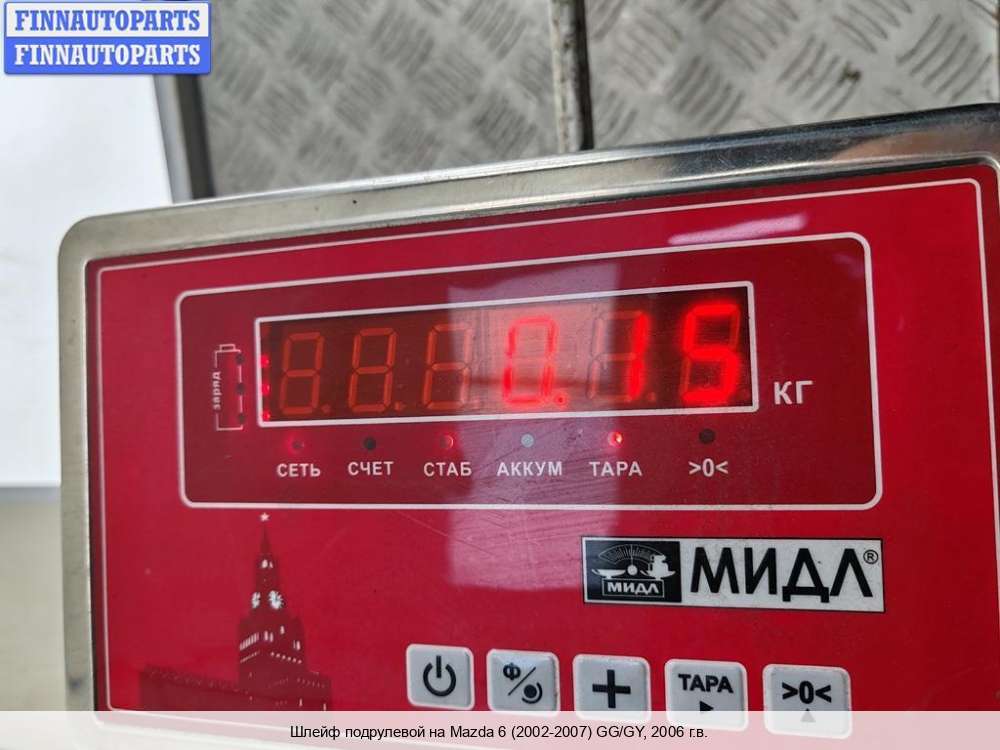 FINNAUTOPARTS
FINNAUTOPARTS
заряд
0.15 КГ
СЕТЬ СЧЕТ СТАБ АККУМ ТАРА >0<
МИДЛ МИДЛ®
Ф ТАРА >0<
Шлейф подрулевой на Mazda 6 (2002-2007) GG/GY, 2006 г.в.